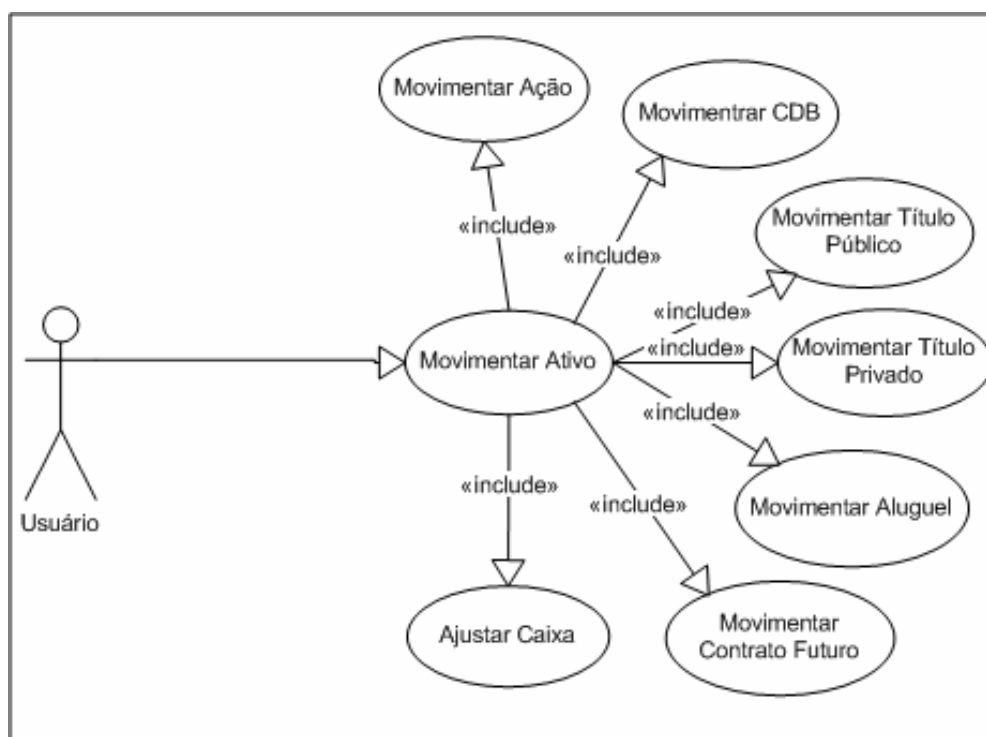 Movimentar Ação
Movimentrar CDB
«include»
«include»
Movimentar Título
Público
«include»
«include»
Movimentar Ativo
Movimentar Título
Privado
«include»
Usuário
«include»
«include»
Movimentar Aluguel
Ajustar Caixa
Movimentar
Contrato Futuro